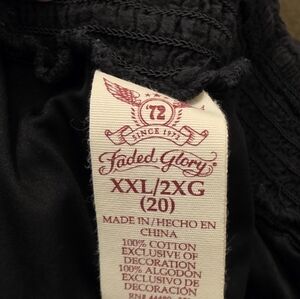 '72
SINCE 1972
Faded Glory
XXL/2XG
(20)
MADE IN/HECHO EN
CHINA
100% COTTON
EXCLUSIVE OF
DECORATION
100% ALGODON
EXCLUSIVO DE
DECORACION
RN#